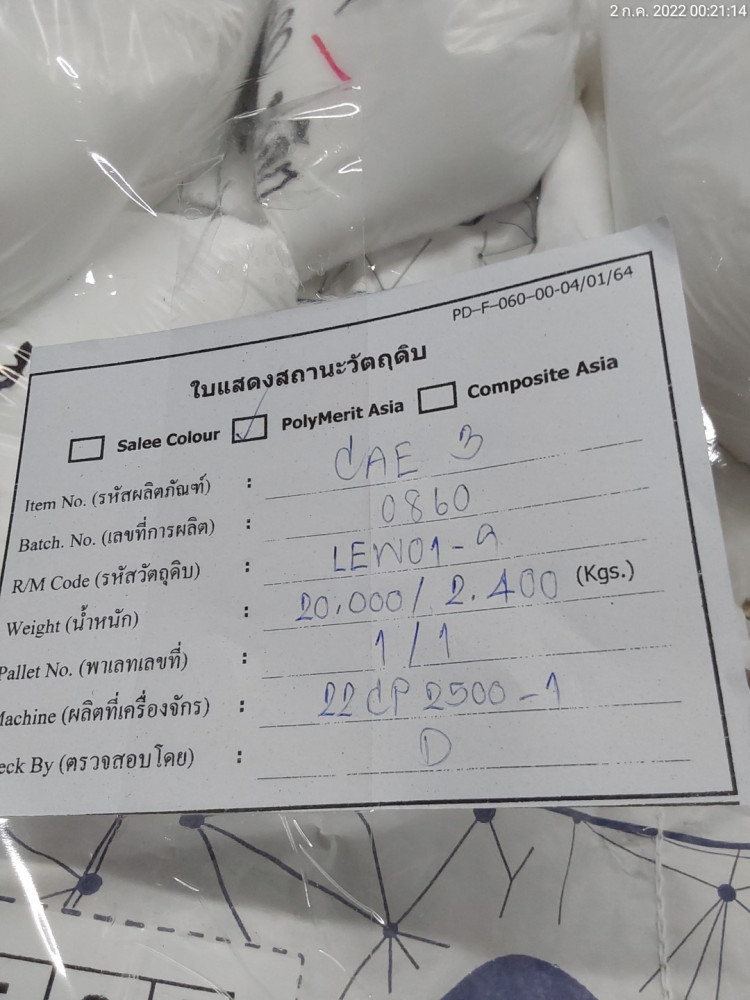 2 ก.ค. 2022 00:21:14
PD-F-060-00-04/01/64
ใบแสดงสถานะวัตถุดิบ
Salee Colour PolyMerit Asia Composite Asia
Item No. (รหัสผลิตภัณฑ์) : CAE 3
Batch. No. (เลขที่การผลิต) : 0860
R/M Code (รหัสวัตถุดิบ) : LEW01-9
Weight (น้ำหนัก) : 20.000 / 2.400 (Kgs.)
Pallet No. (พาเลทเลขที่) : 1 / 1
Machine (ผลิตที่เครื่องจักร) : 22 CP 2500-1
eck By (ตรวจสอบโดย) : D